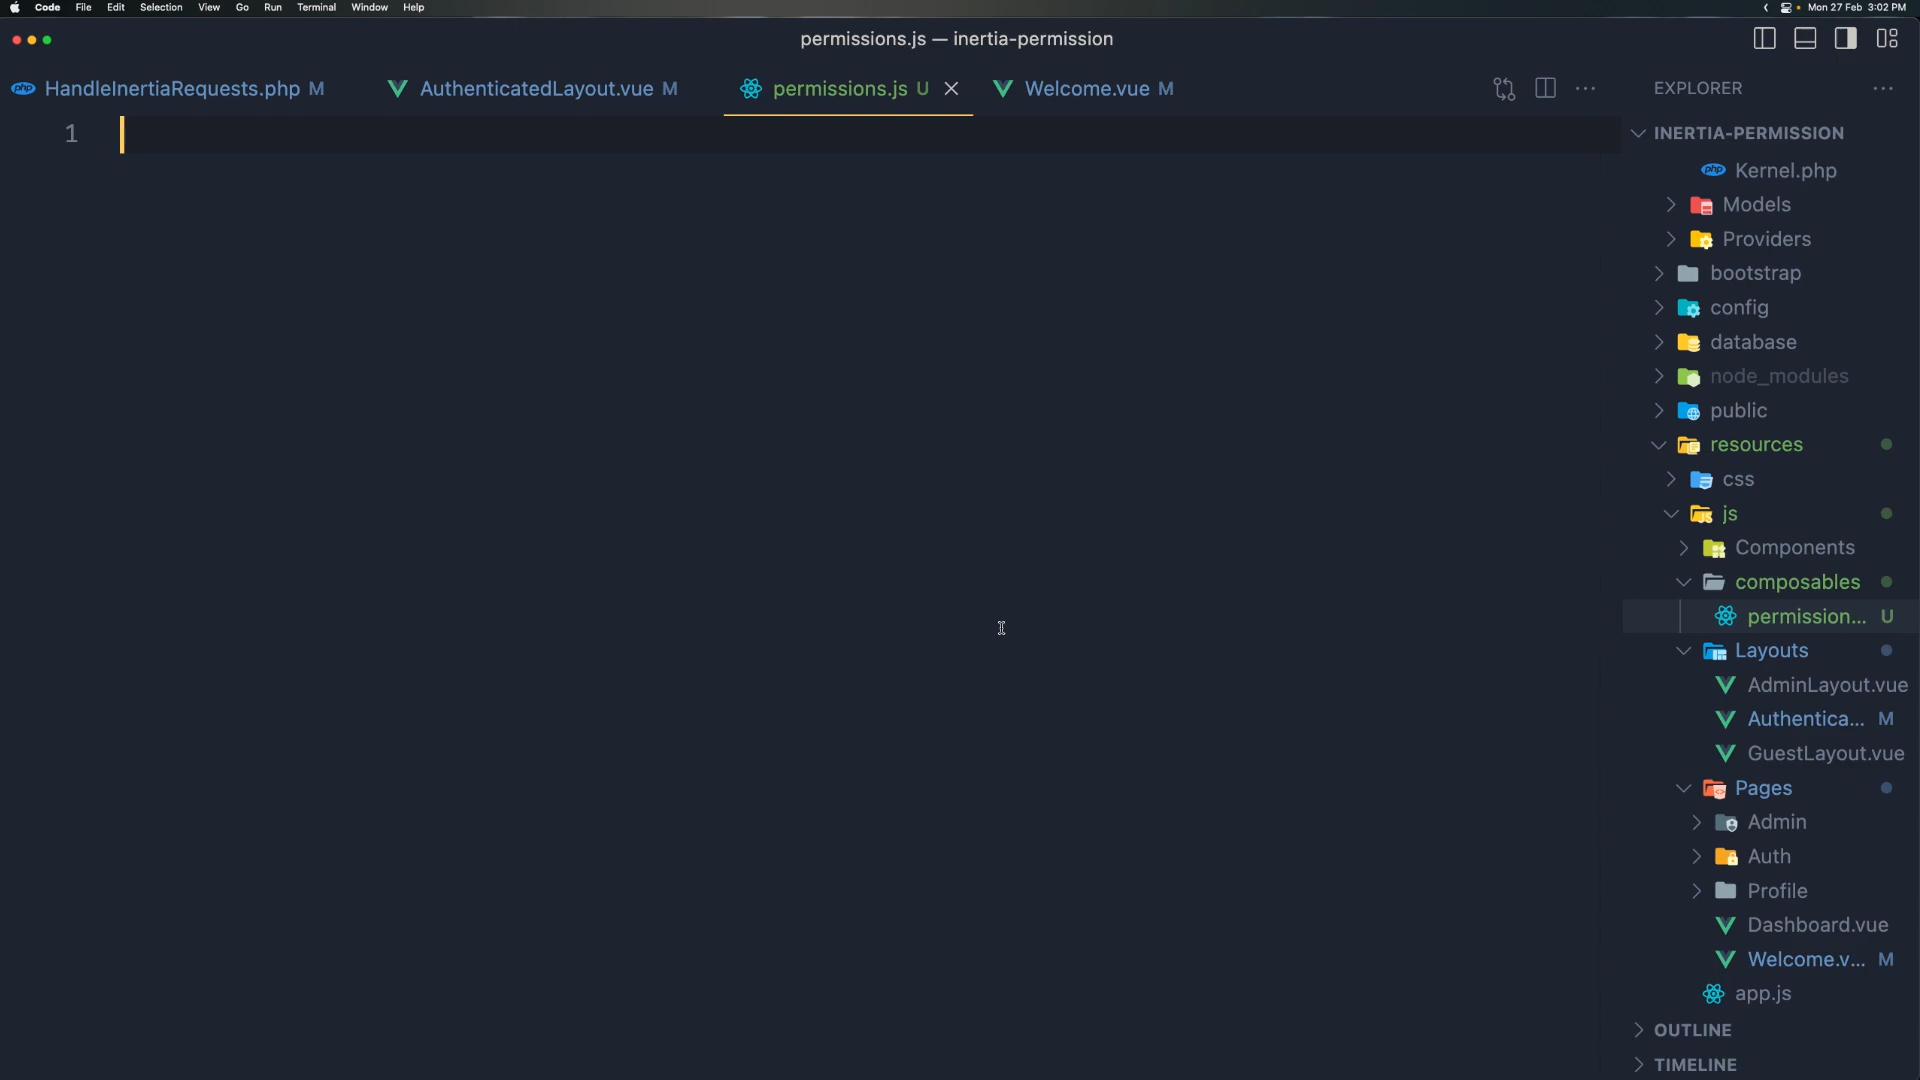 Code File Edit Selection View Go Run Terminal Window Help Mon 27 Feb 3:02 PM
permissions.js — inertia-permission
HandleInertiaRequests.php M AuthenticatedLayout.vue M permissions.js U Welcome.vue M
EXPLORER
1
INERTIA-PERMISSION
php Kernel.php
Models
Providers
bootstrap
config
database
node_modules
public
resources
css
js
Components
composables
permission... U
Layouts
AdminLayout.vue
Authentica... M
GuestLayout.vue
Pages
Admin
Auth
Profile
Dashboard.vue
Welcome.v... M
app.js
OUTLINE
TIMELINE